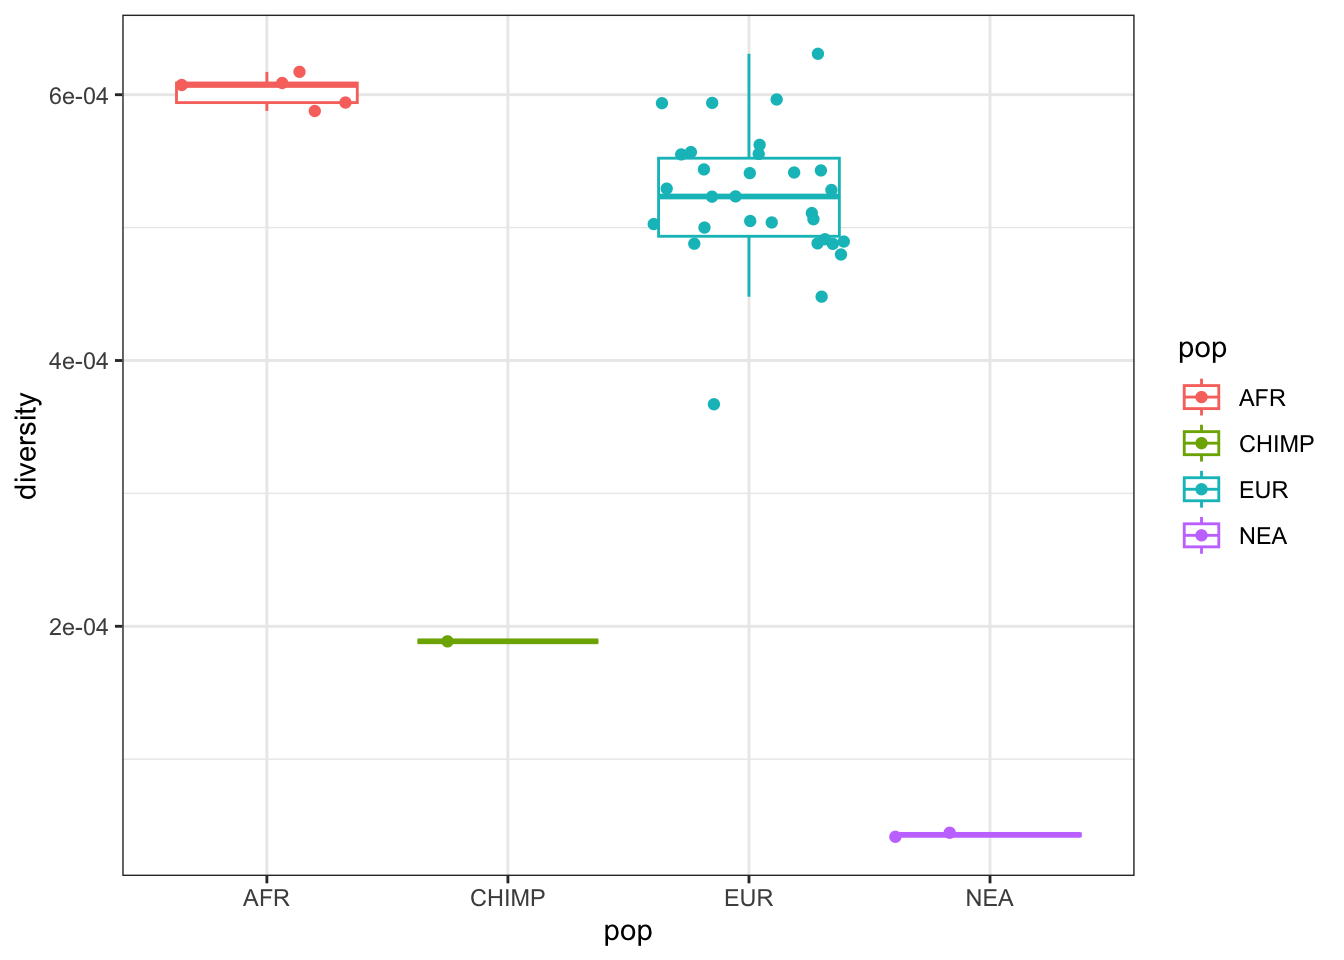 diversity
6e-04
4e-04
2e-04
AFR
CHIMP
EUR
NEA
pop
pop
AFR
CHIMP
EUR
NEA